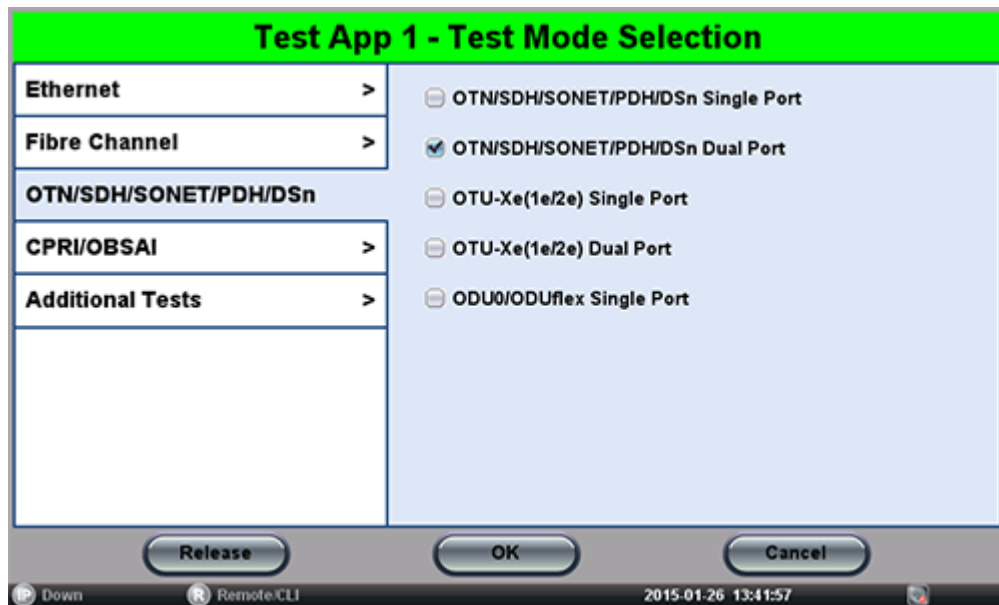 Test App 1 - Test Mode Selection
Ethernet >
Fibre Channel >
OTN/SDH/SONET/PDH/DSn
CPRI/OBSAI >
Additional Tests >
OTN/SDH/SONET/PDH/DSn Single Port
OTN/SDH/SONET/PDH/DSn Dual Port
OTU-Xe(1e/2e) Single Port
OTU-Xe(1e/2e) Dual Port
ODU0/ODUflex Single Port
Release OK Cancel
IP Down R Remote/CLI 2015-01-26 13:41:57